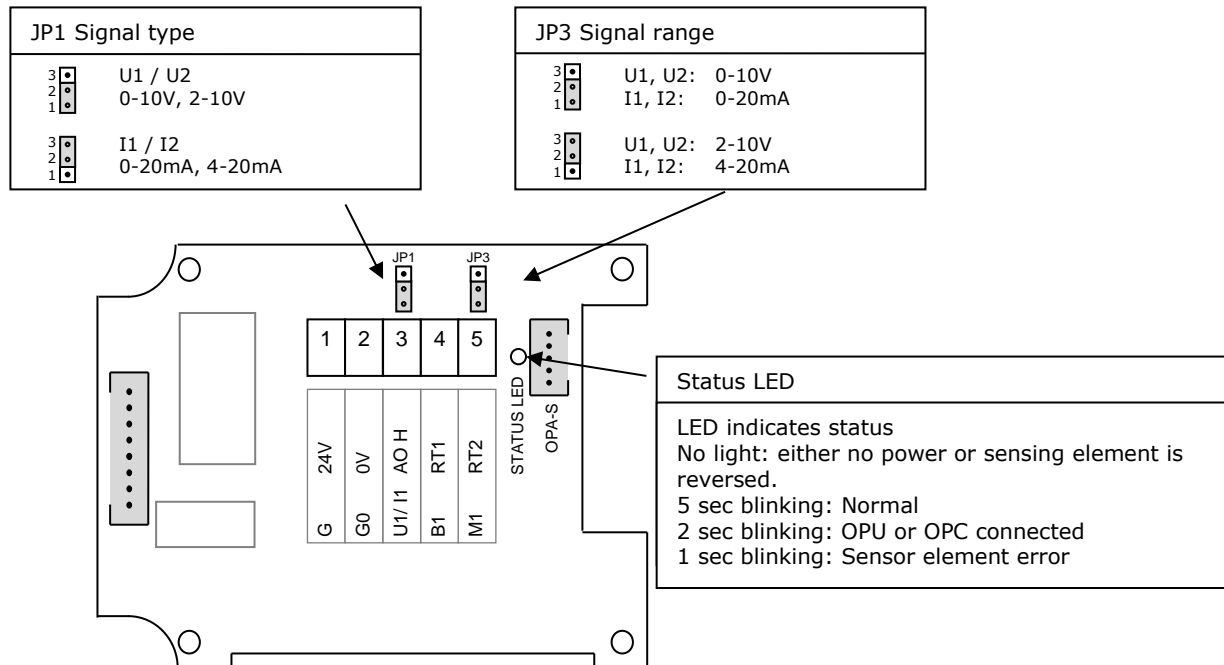 JP1 Signal type
3
2
1
U1 / U2
0-10V, 2-10V
3
2
1
I1 / I2
0-20mA, 4-20mA
JP3 Signal range
3
2
1
U1, U2: 0-10V
I1, I2: 0-20mA
3
2
1
U1, U2: 2-10V
I1, I2: 4-20mA
JP1
JP3
1 2 3 4 5
G 24V
G0 0V
U1/ I1 AO H
B1 RT1
M1 RT2
STATUS LED
OPA-S
Status LED
LED indicates status
No light: either no power or sensing element is
reversed.
5 sec blinking: Normal
2 sec blinking: OPU or OPC connected
1 sec blinking: Sensor element error